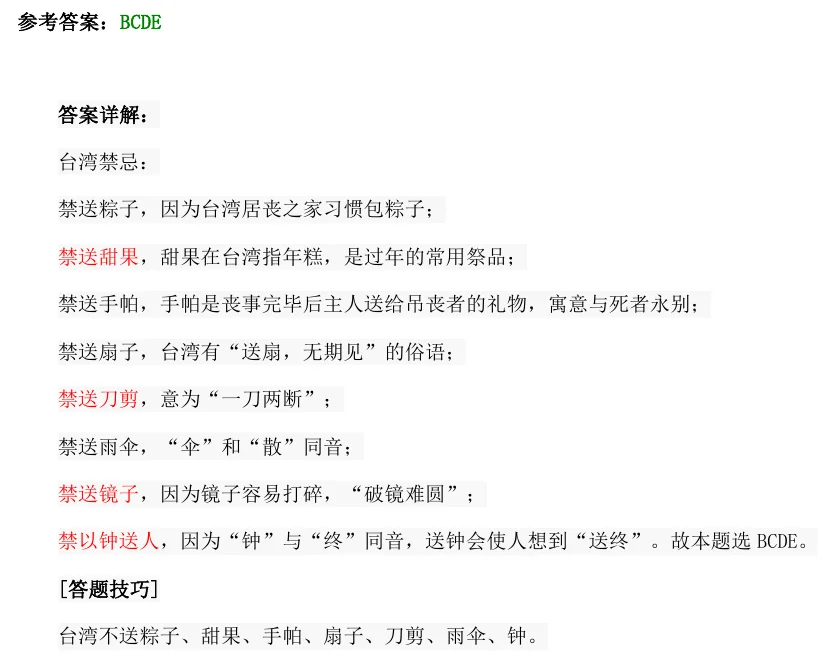 参考答案：BCDE
答案详解：
台湾禁忌：
禁送粽子，因为台湾居丧之家习惯包粽子；
禁送甜果，甜果在台湾指年糕，是过年的常用祭品；
禁送手帕，手帕是丧事完毕后主人送给吊丧者的礼物，寓意与死者永别；
禁送扇子，台湾有“送扇，无期见”的俗语；
禁送刀剪，意为“一刀两断”；
禁送雨伞，“伞”和“散”同音；
禁送镜子，因为镜子容易打碎，“破镜难圆”；
禁以钟送人，因为“钟”与“终”同音，送钟会使人想到“送终”。故本题选 BCDE。
[答题技巧]
台湾不送粽子、甜果、手帕、扇子、刀剪、雨伞、钟。